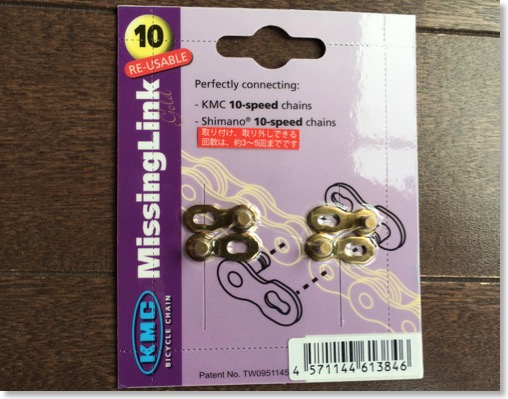 10
RE-USABLE
MissingLink
Gold
KMC
BICYCLE CHAIN
Perfectly connecting:
- KMC 10-speed chains
- Shimano® 10-speed chains
取り付け、取り外しできる
回数は、約3〜5回までです
Patent No. TW0951145
4 571144 613846